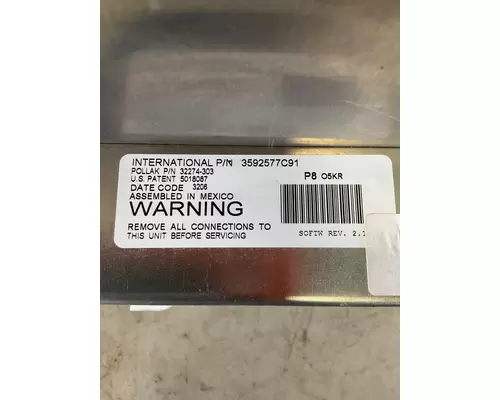 INTERNATIONAL P/N 3592577C91
POLLAK P/N 32274-303
U.S. PATENT 5016087
DATE CODE 3206
ASSEMBLED IN MEXICO
WARNING
REMOVE ALL CONNECTIONS TO
THIS UNIT BEFORE SERVICING
P8 O5KR
SOFTW REV. 2.1